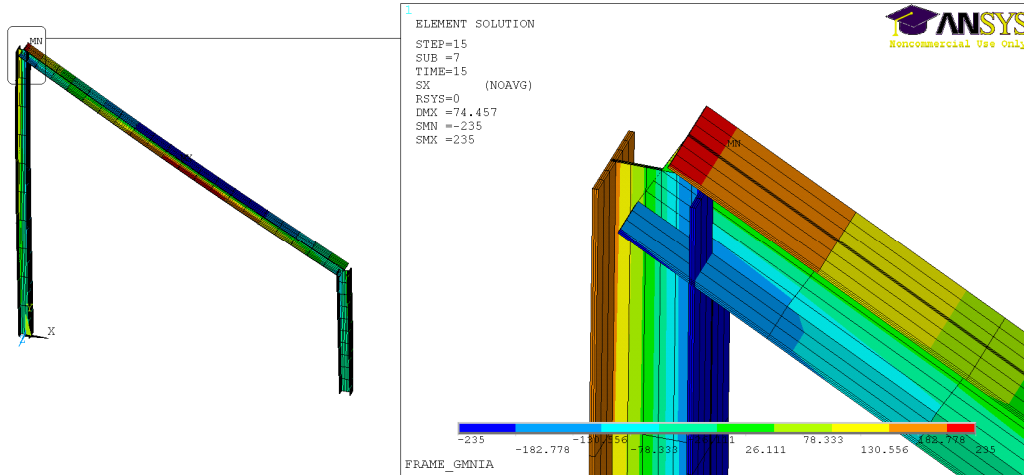 MN
Y
X
Z
1
ELEMENT SOLUTION
STEP=15
SUB =7
TIME=15
SX (NOAVG)
RSYS=0
DMX =74.457
SMN =-235
SMX =235
ANSYS
Noncommercial Use Only
MN
-235
-182.778
-130.556
-78.333
26.111
78.333
130.556
182.778
235
FRAME_GMNIA